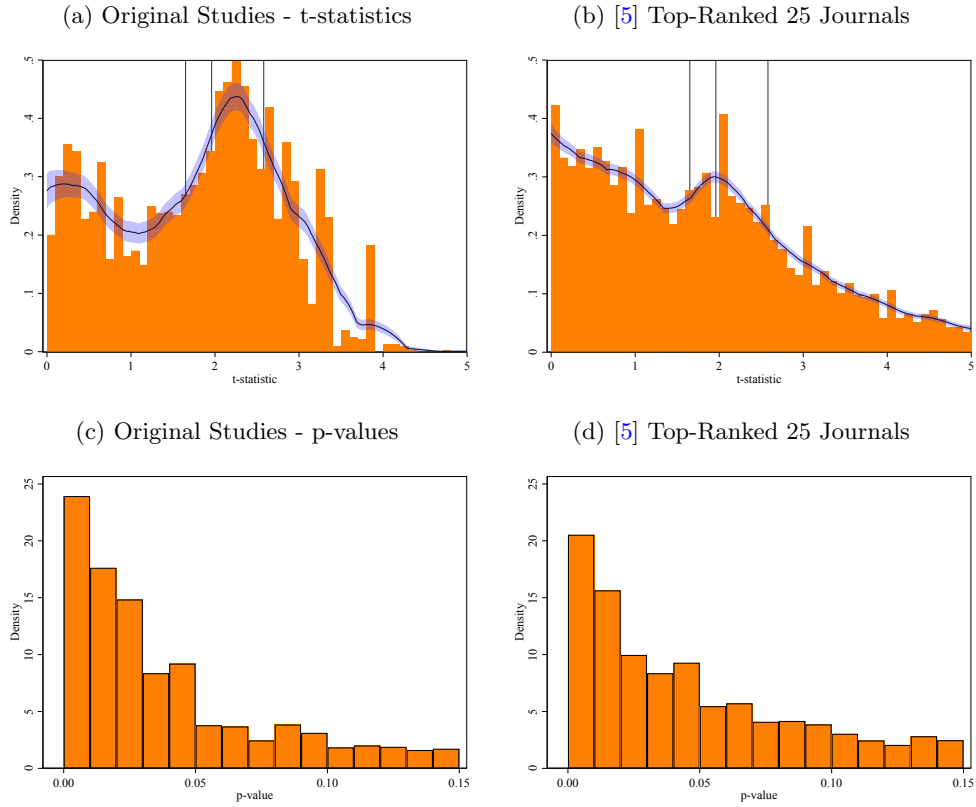 (a) Original Studies - t-statistics
(b) [5] Top-Ranked 25 Journals
Density
0 .1 .2 .3 .4 .5
0 1 2 3 4 5
t-statistic
Density
0 .1 .2 .3 .4 .5
0 1 2 3 4 5
t-statistic
(c) Original Studies - p-values
(d) [5] Top-Ranked 25 Journals
Density
0 5 10 15 20 25
0.00 0.05 0.10 0.15
p-value
Density
0 5 10 15 20 25
0.00 0.05 0.10 0.15
p-value